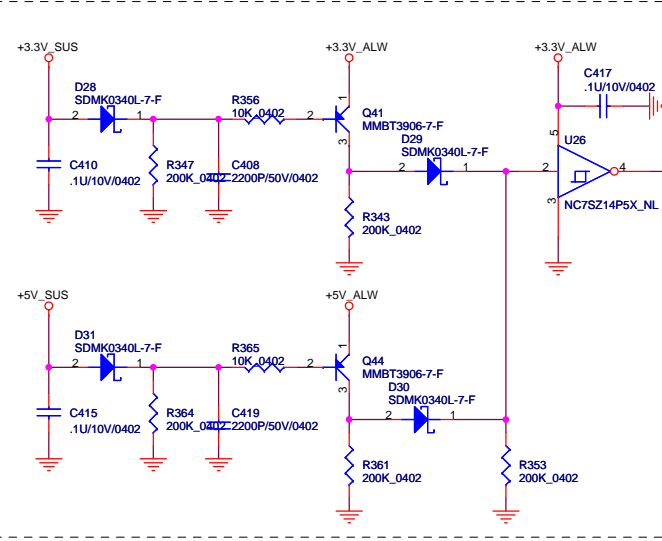 +3.3V_SUS
+3.3V_ALW
+3.3V_ALW
C417
.1U/10V/0402
D28
SDMK0340L-7-F
2
1
R356
10K_0402
2
1
3
Q41
MMBT3906-7-F
D29
SDMK0340L-7-F
2
1
5
U26
2
4
3
NC7SZ14P5X_NL
C410
.1U/10V/0402
R347
200K_0402
C408
2200P/50V/0402
R343
200K_0402
+5V_SUS
+5V_ALW
D31
SDMK0340L-7-F
2
1
R365
10K_0402
2
1
3
Q44
MMBT3906-7-F
D30
SDMK0340L-7-F
2
1
C415
.1U/10V/0402
R364
200K_0402
C419
2200P/50V/0402
R361
200K_0402
R353
200K_0402